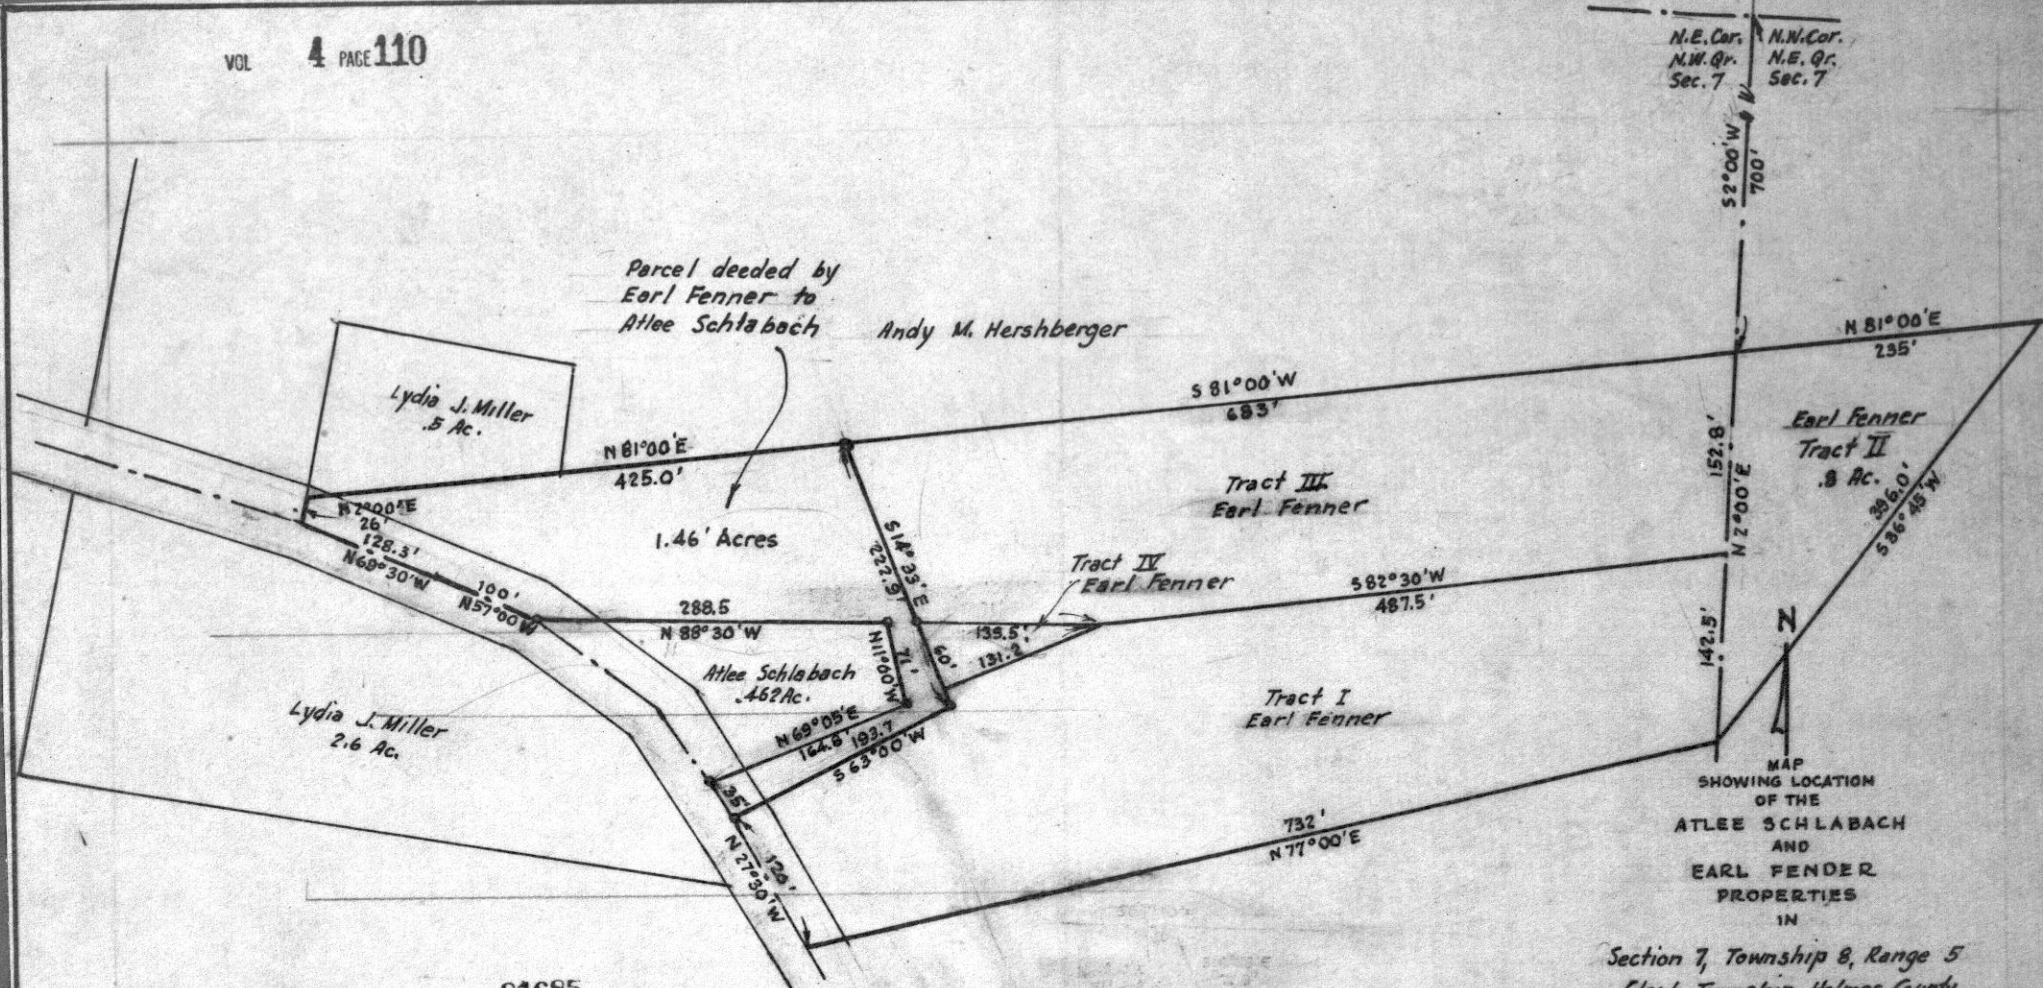 VOL 4 PAGE 110
N.E. Cor.
N.W. Qr.
Sec. 7
N.W. Cor.
N.E. Qr.
Sec. 7
S 2°00'W
700'
Parcel deeded by
Earl Fenner to
Atlee Schlabach
Andy M. Hershberger
N 81°00'E
235'
S 81°00'W
683'
Lydia J. Miller
.5 Ac.
Earl Fenner
Tract II
.8 Ac.
N 81°00'E
425.0'
152.8'
N 2°00'E
396.0'
S 36°45'W
Tract III
Earl Fenner
N 2°00'E
26'
128.3'
N 69°30'W
1.46' Acres
S 14°33'E
222.9'
Tract IV
Earl Fenner
S 82°30'W
487.5'
100'
N 57°00'W
288.5
N 88°30'W
N 11°00'W
71'
60'
139.5'
131.2'
142.5'
N
Atlee Schlabach
.462 Ac.
Tract I
Earl Fenner
Lydia J. Miller
2.6 Ac.
N 69°05'E
164.8'
193.7
S 63°00'W
35'
120'
N 27°30'W
732'
N 77°00'E
MAP
SHOWING LOCATION
OF THE
ATLEE SCHLABACH
AND
EARL FENDER
PROPERTIES
IN
Section 7, Township 8, Range 5
Township, Holmes County